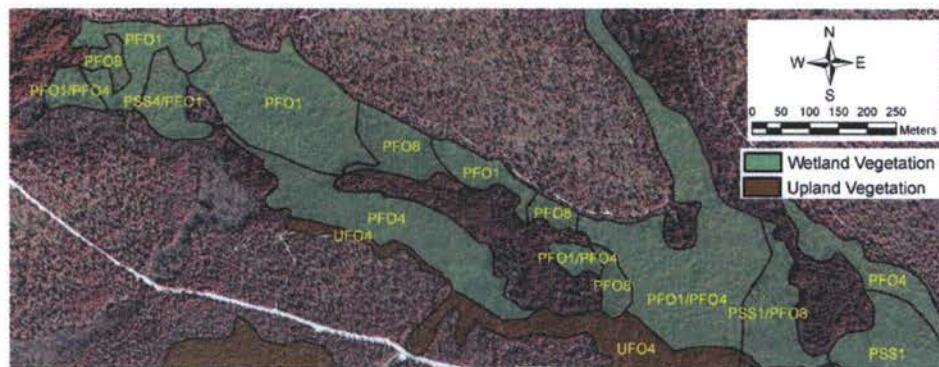 PFO1
PFO8
PFO1/PFO4
PSS4/PFO1
PFO1
PFO8
PFO1
PFO8
PFO4
UFO4
PFO1/PFO4
PFO8
PFO1/PFO4
PSS1/PFO8
UFO4
PFO4
PSS1
N
W E
S
0 25 50 100 150 200 250
Meters
Wetland Vegetation
Upland Vegetation